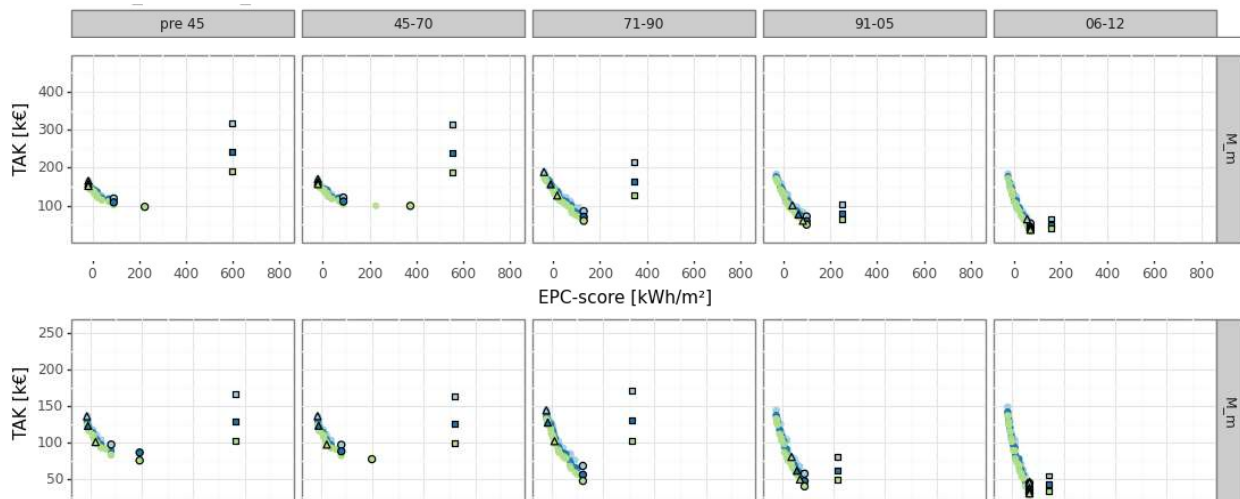 pre 45 45-70 71-90 91-05 06-12
400
300
200
100
TAK [k€]
M_m
0 200 400 600 800 0 200 400 600 800 0 200 400 600 800 0 200 400 600 800 0 200 400 600 800
EPC-score [kWh/m²]
250
200
150
100
50
TAK [k€]
M_m